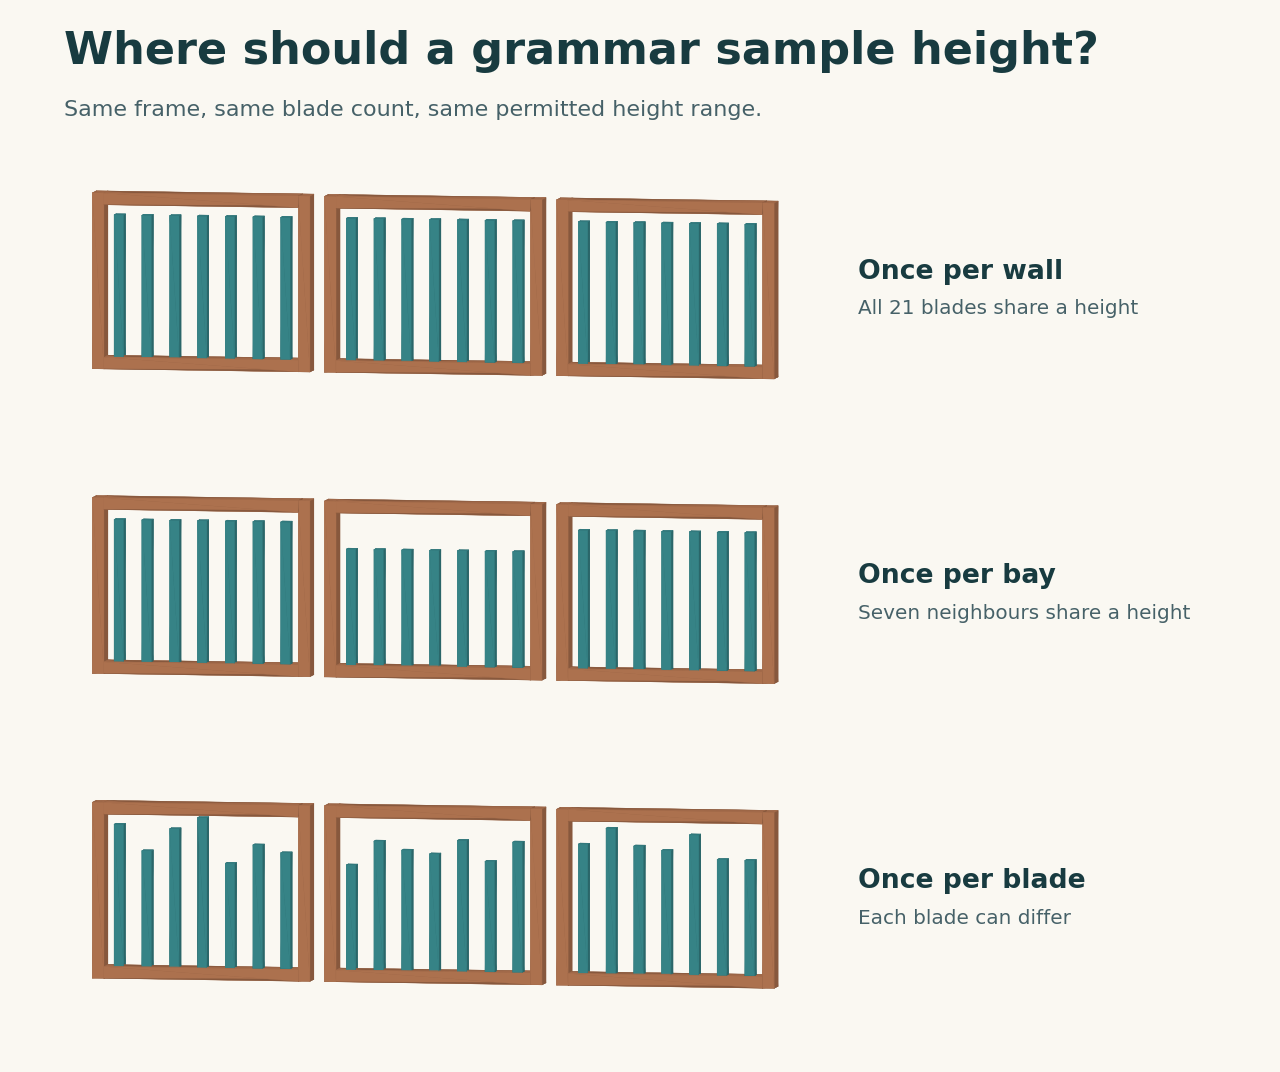 Where should a grammar sample height?
Same frame, same blade count, same permitted height range.
Once per wall
All 21 blades share a height
Once per bay
Seven neighbours share a height
Once per blade
Each blade can differ